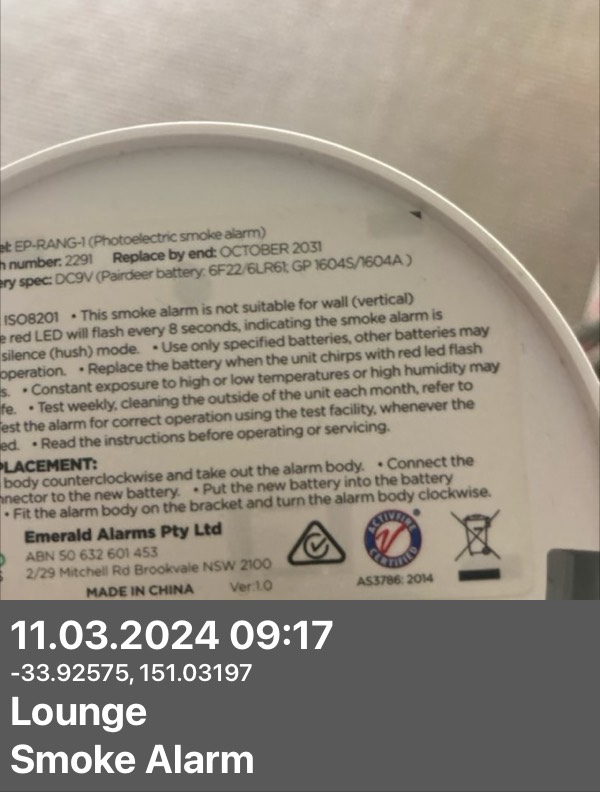 EP-RANG-1 (Photoelectric smoke alarm)
number: 2291 Replace by end: OCTOBER 2031
spec: DC9V (Pairdeer battery: 6F22/6LR61; GP 1604S/1604A )
ISO8201 • This smoke alarm is not suitable for wall (vertical)
red LED will flash every 8 seconds, indicating the smoke alarm is
silence (hush) mode. • Use only specified batteries, other batteries may
operation. • Replace the battery when the unit chirps with red led flash
• Constant exposure to high or low temperatures or high humidity may
• Test weekly, cleaning the outside of the unit each month, refer to
est the alarm for correct operation using the test facility, whenever the
ed. • Read the instructions before operating or servicing.
PLACEMENT:
body counterclockwise and take out the alarm body. • Connect the
nnector to the new battery. • Put the new battery into the battery
• Fit the alarm body on the bracket and turn the alarm body clockwise.
Emerald Alarms Pty Ltd
ABN 50 632 601 453
2/29 Mitchell Rd Brookvale NSW 2100
MADE IN CHINA Ver:1.0
ACTIVFIRE
CERTIFIED
AS3786: 2014
11.03.2024 09:17
-33.92575, 151.03197
Lounge
Smoke Alarm